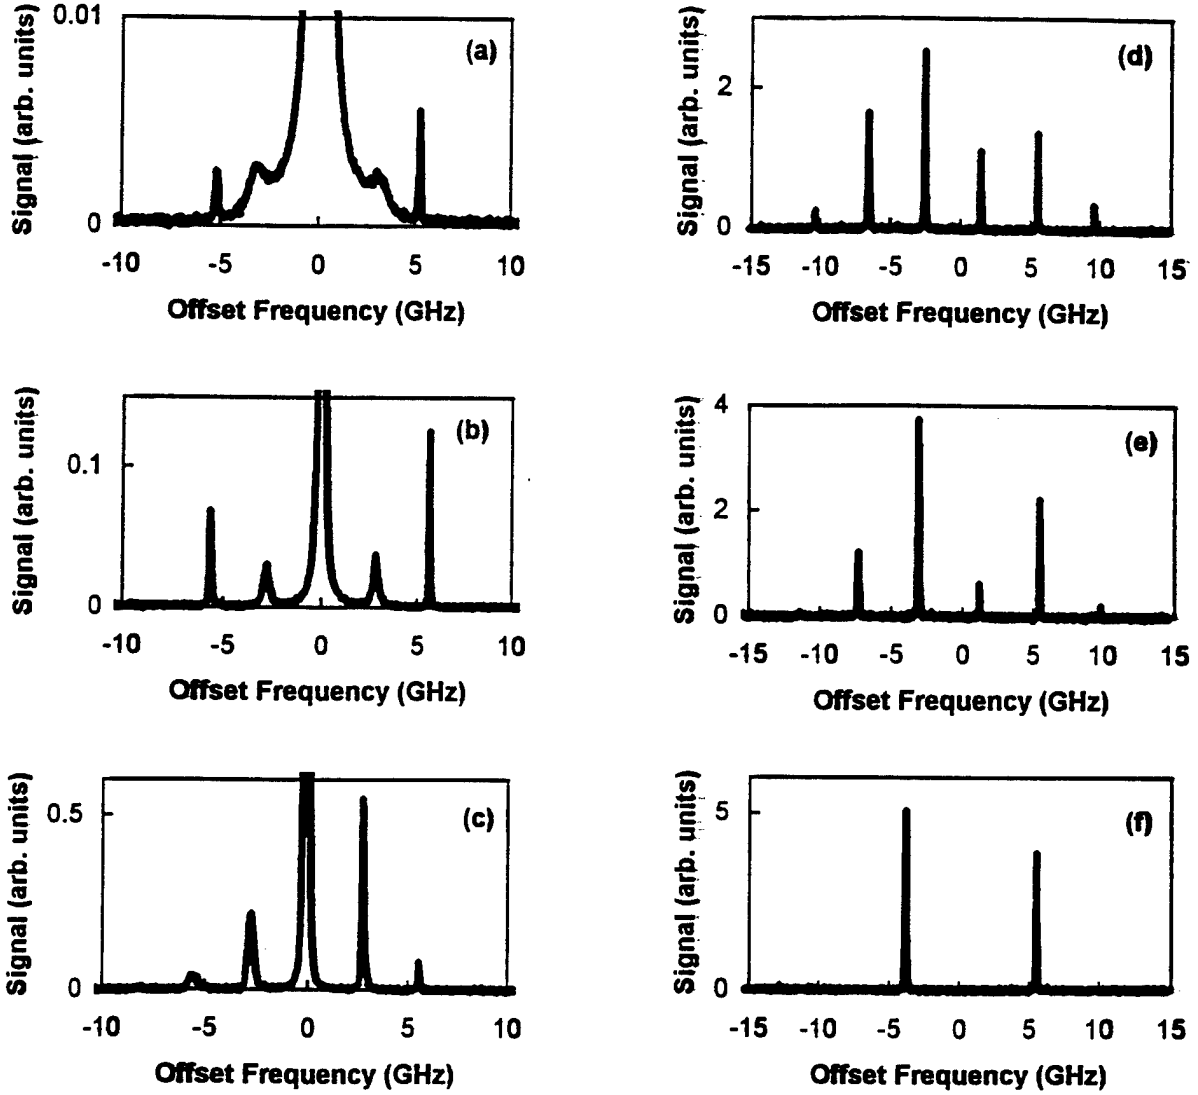 0.01
(a)
Signal (arb. units)
0
-10 -5 0 5 10
Offset Frequency (GHz)
(b)
Signal (arb. units)
0.1
0
-10 -5 0 5 10
Offset Frequency (GHz)
(c)
Signal (arb. units)
0.5
0
-10 -5 0 5 10
Offset Frequency (GHz)
(d)
Signal (arb. units)
2
0
-15 -10 -5 0 5 10 15
Offset Frequency (GHz)
4
(e)
Signal (arb. units)
2
0
-15 -10 -5 0 5 10 15
Offset Frequency (GHz)
(f)
Signal (arb. units)
5
0
-15 -10 -5 0 5 10 15
Offset Frequency (GHz)